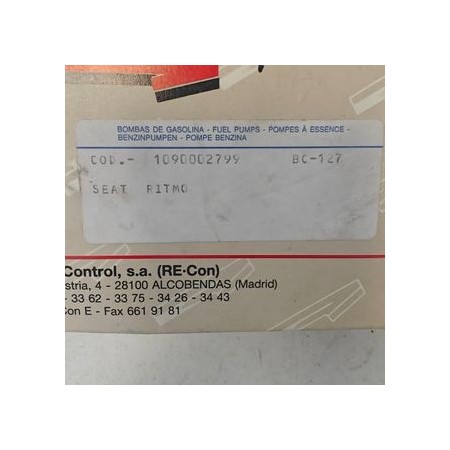 BOMBAS DE GASOLINA - FUEL PUMPS - POMPES À ESSENCE -
BENZINPUMPEN - POMPE BENZINA
COD.- 1090002799 BC-127
SEAT RITMO
Control, s.a. (RE-Con)
stria, 4 - 28100 ALCOBENDAS (Madrid)
- 33 62 - 33 75 - 34 26 - 34 43
Con E - Fax 661 91 81